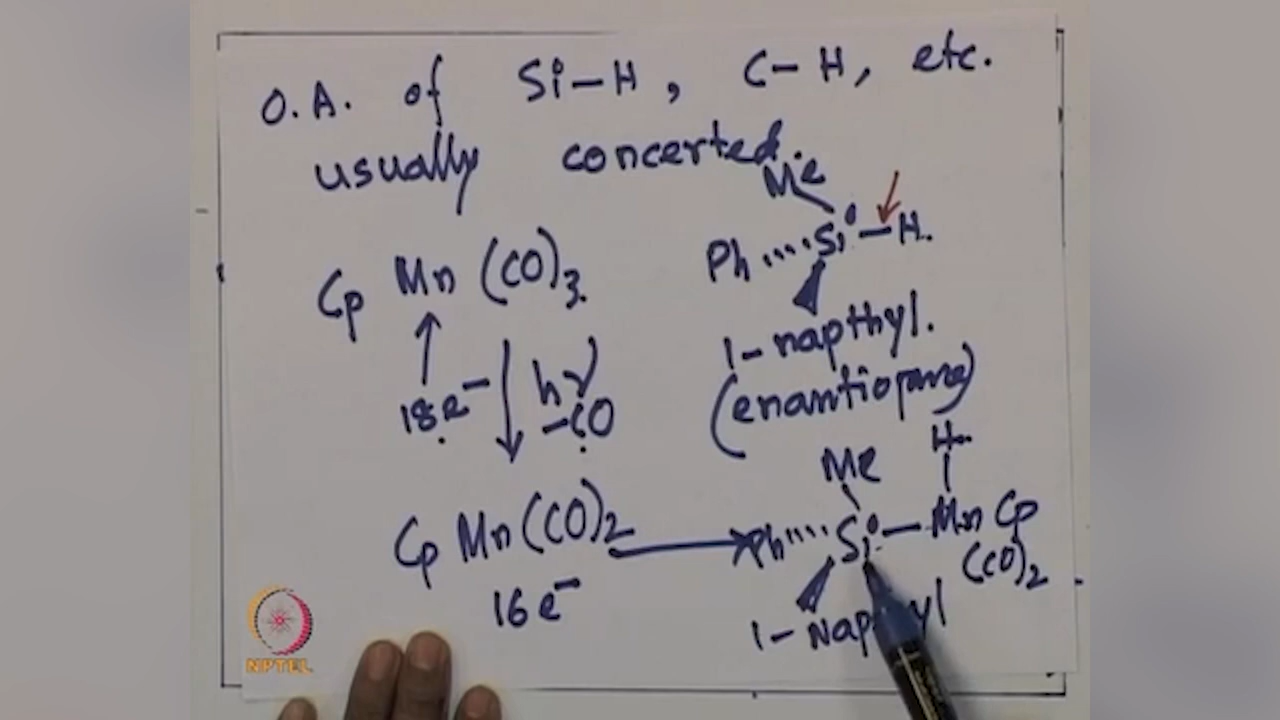 O.A. of Si-H, C-H, etc.
usually concerted.
Me
Ph Si-H.
1-napthyl.
(enantiopure)
Cp Mn (CO)3.
18e-
hν
-CO
Cp Mn(CO)2
16e-
Me H
Ph Si-Mn Cp
(CO)2
1-Napthyl
NPTEL